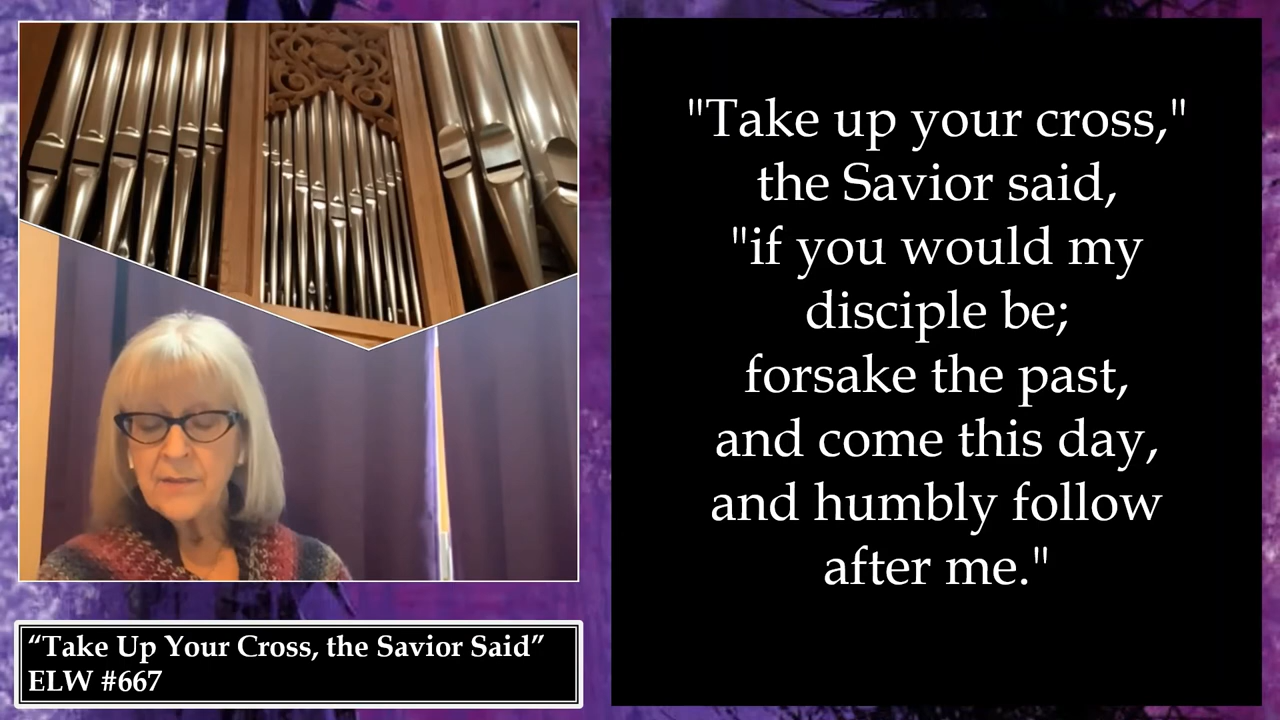 "Take up your cross,"
the Savior said,
"if you would my
disciple be;
forsake the past,
and come this day,
and humbly follow
after me."
“Take Up Your Cross, the Savior Said”
ELW #667